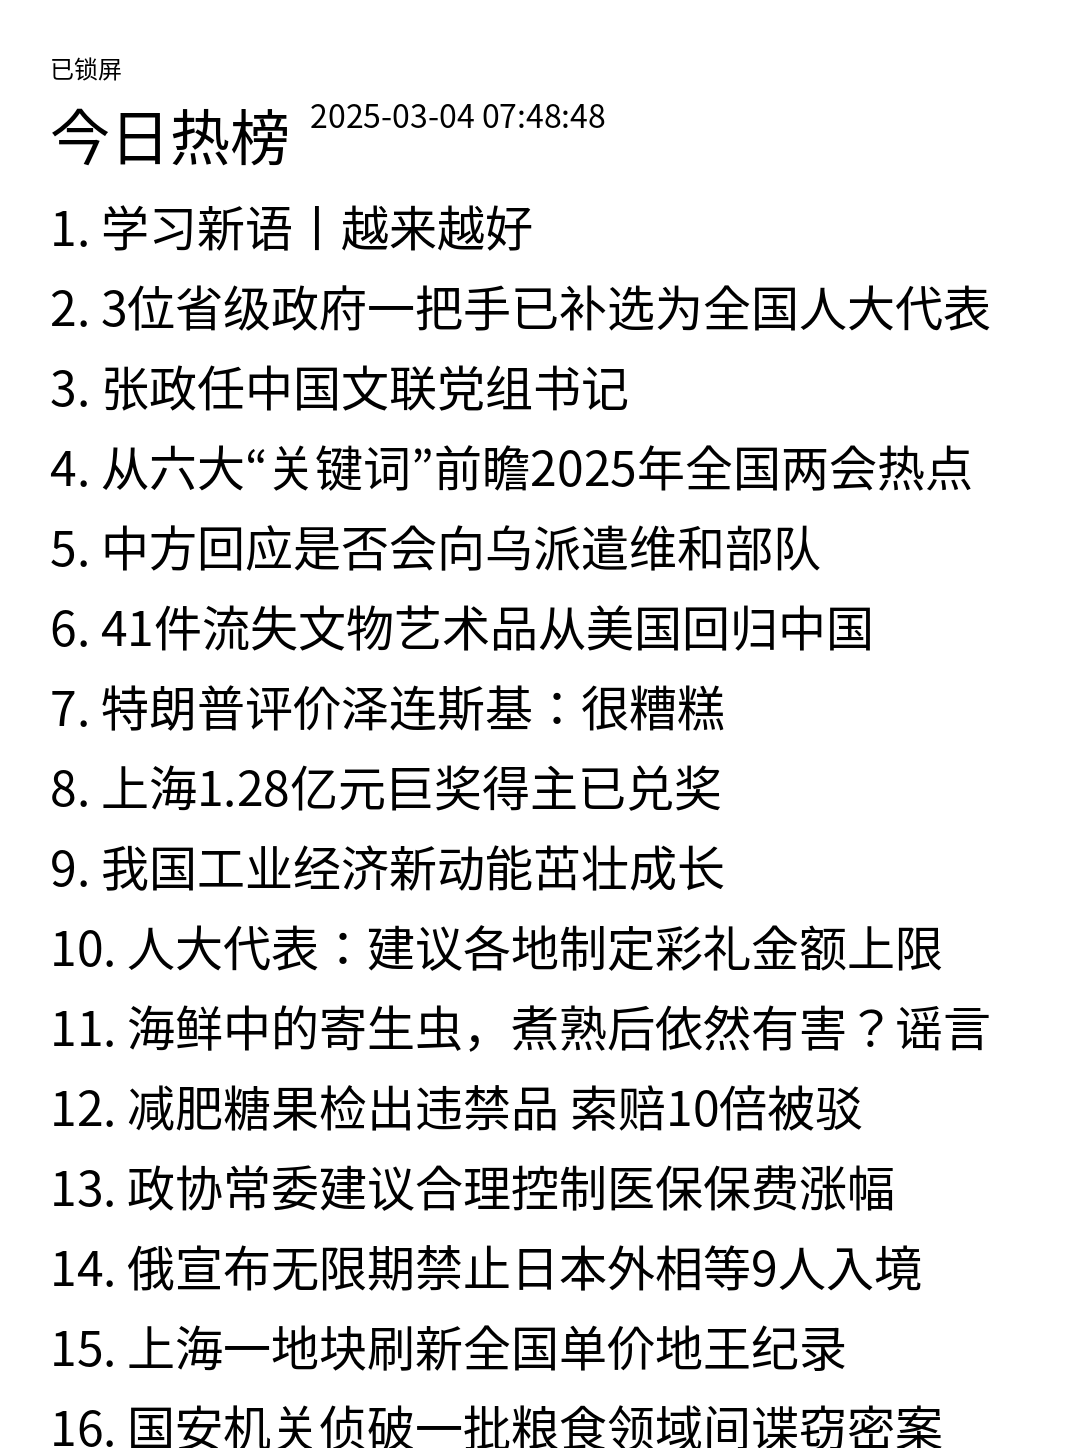 已锁屏
今日热榜 2025-03-04 07:48:48
1. 学习新语丨越来越好
2. 3位省级政府一把手已补选为全国人大代表
3. 张政任中国文联党组书记
4. 从六大“关键词”前瞻2025年全国两会热点
5. 中方回应是否会向乌派遣维和部队
6. 41件流失文物艺术品从美国回归中国
7. 特朗普评价泽连斯基：很糟糕
8. 上海1.28亿元巨奖得主已兑奖
9. 我国工业经济新动能茁壮成长
10. 人大代表：建议各地制定彩礼金额上限
11. 海鲜中的寄生虫，煮熟后依然有害？谣言
12. 减肥糖果检出违禁品 索赔10倍被驳
13. 政协常委建议合理控制医保保费涨幅
14. 俄宣布无限期禁止日本外相等9人入境
15. 上海一地块刷新全国单价地王纪录
16. 国安机关侦破一批粮食领域间谍窃密案